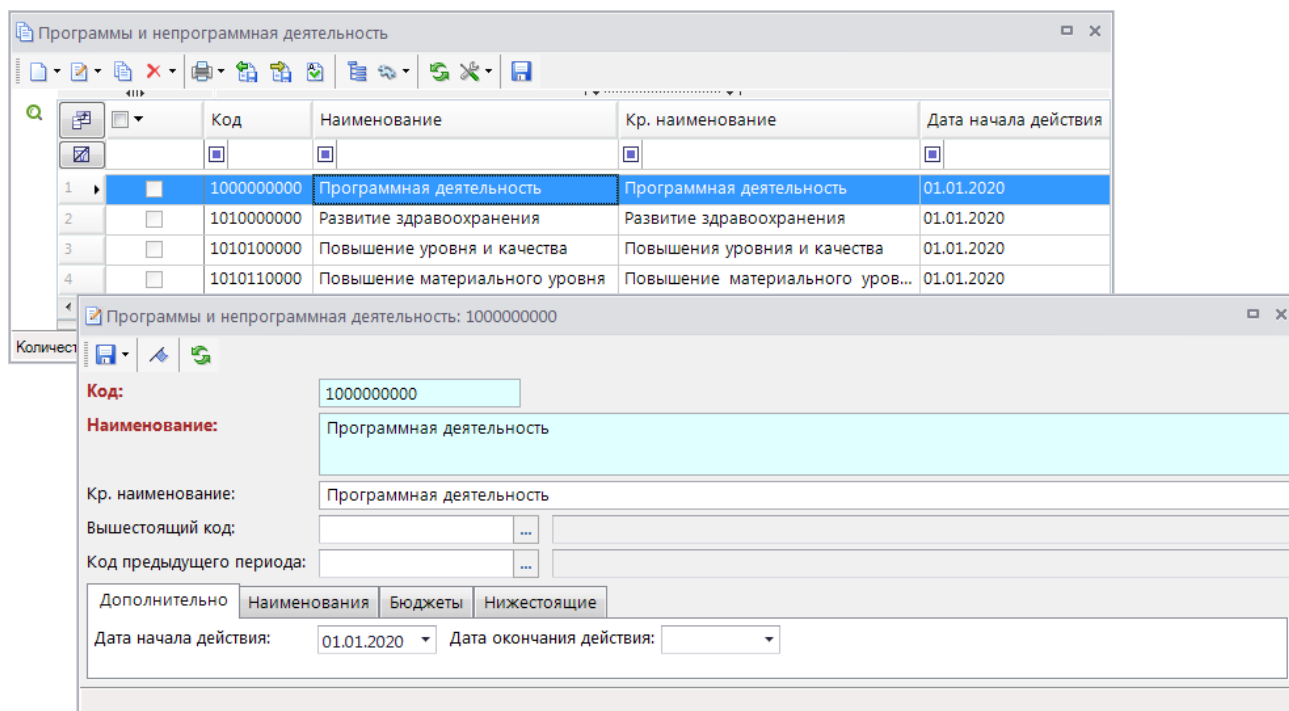 Программы и непрограммная деятельность
Код Наименование Кр. наименование Дата начала действия
1 1000000000 Программная деятельность Программная деятельность 01.01.2020
2 1010000000 Развитие здравоохранения Развитие здравоохранения 01.01.2020
3 1010100000 Повышение уровня и качества Повышения уровния и качества 01.01.2020
4 1010110000 Повышение материального уровня Повышение материального уров... 01.01.2020
Количест
Программы и непрограммная деятельность: 1000000000
Код: 1000000000
Наименование: Программная деятельность
Кр. наименование: Программная деятельность
Вышестоящий код: ...
Код предыдущего периода: ...
Дополнительно Наименования Бюджеты Нижестоящие
Дата начала действия: 01.01.2020 Дата окончания действия: